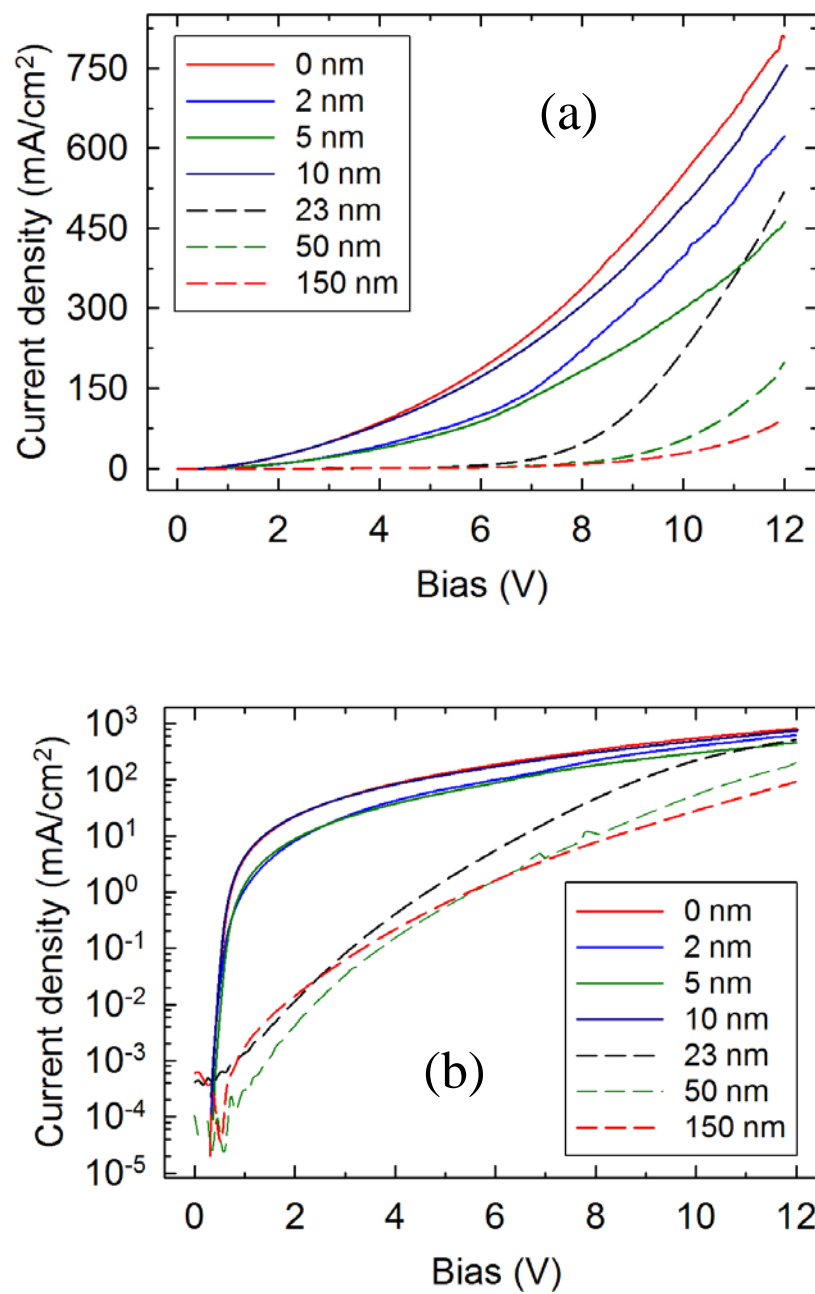 (a)
0 nm
2 nm
5 nm
10 nm
23 nm
50 nm
150 nm
Current density (mA/cm²)
750
600
450
300
150
0
0 2 4 6 8 10 12
Bias (V)
Current density (mA/cm²)
10³
10²
10¹
10⁰
10⁻¹
10⁻²
10⁻³
10⁻⁴
10⁻⁵
0 nm
2 nm
5 nm
10 nm
23 nm
50 nm
150 nm
(b)
0 2 4 6 8 10 12
Bias (V)